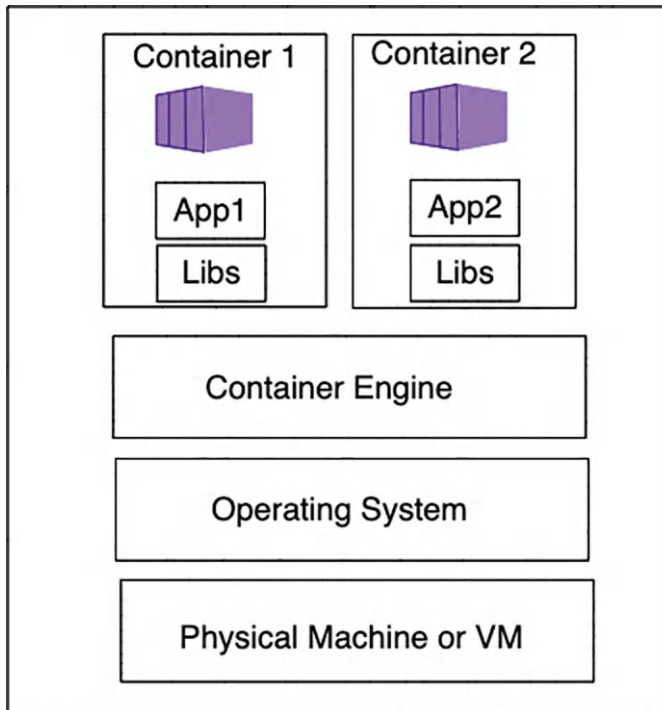 Container 1
Container 2
App1
App2
Libs
Libs
Container Engine
Operating System
Physical Machine or VM